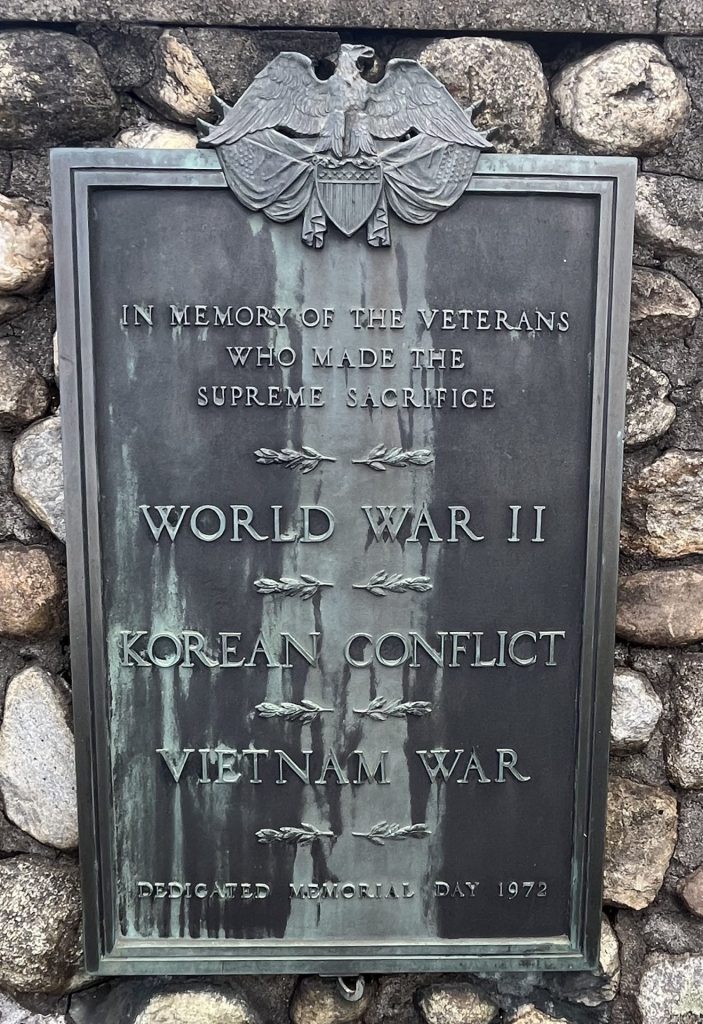 IN MEMORY OF THE VETERANS
WHO MADE THE
SUPREME SACRIFICE
WORLD WAR II
KOREAN CONFLICT
VIETNAM WAR
DEDICATED MEMORIAL DAY 1972